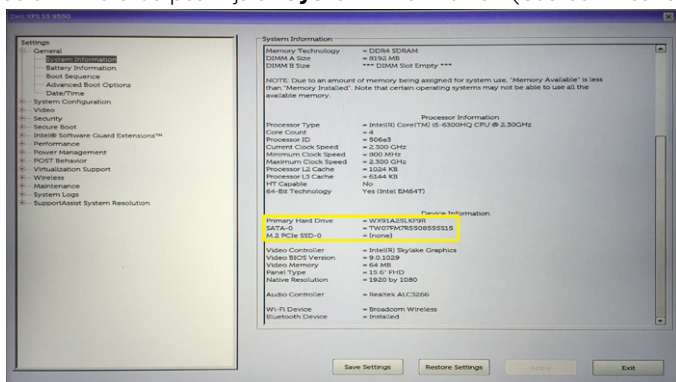 Dell XPS 15 9550
Settings
General
System Information
Battery Information
Boot Sequence
Advanced Boot Options
Date/Time
System Configuration
Video
Security
Secure Boot
Intel® Software Guard Extensions™
Performance
Power Management
POST Behavior
Virtualization Support
Wireless
Maintenance
System Logs
SupportAssist System Resolution
System Information
Memory Technology = DDR4 SDRAM
DIMM A Size = 8192 MB
DIMM B Size *** DIMM Slot Empty ***
NOTE: Due to an amount of memory being assigned for system use, "Memory Available" is less
than "Memory Installed". Note that certain operating systems may not be able to use all the
available memory.
Processor Information
Processor Type = Intel(R) Core(TM) i5-6300HQ CPU @ 2.30GHz
Core Count = 4
Processor ID = 506e3
Current Clock Speed = 2.300 GHz
Minimum Clock Speed = 800 MHz
Maximum Clock Speed = 2.300 GHz
Processor L2 Cache = 1024 KB
Processor L3 Cache = 6144 KB
HT Capable No
64-Bit Technology Yes (Intel EM64T)
Device Information
Primary Hard Drive = WX91A25LKF9R
SATA-0 = TW07FM7R5508555515
M.2 PCIe SSD-0 = (none)
Video Controller = Intel(R) Skylake Graphics
Video BIOS Version = 9.0.1029
Video Memory = 64 MB
Panel Type = 15.6" FHD
Native Resolution = 1920 by 1080
Audio Controller = Realtek ALC3266
Wi-Fi Device = Broadcom Wireless
Bluetooth Device = Installed
Save Settings
Restore Settings
Apply
Exit